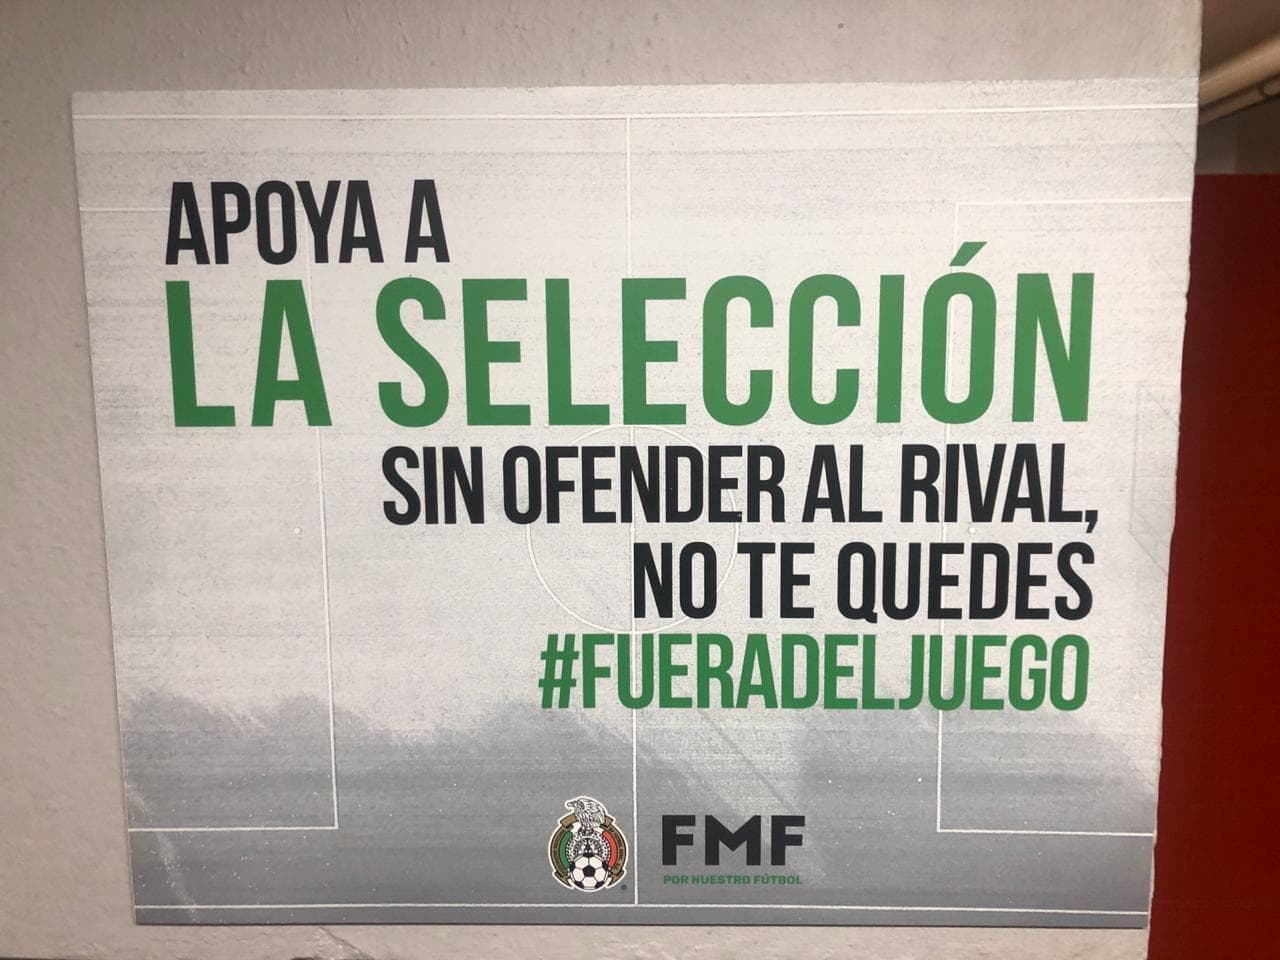 APOYA A
LA SELECCIÓN
SIN OFENDER AL RIVAL,
NO TE QUEDES
#FUERADELJUEGO
FMF
POR NUESTRO FÚTBOL